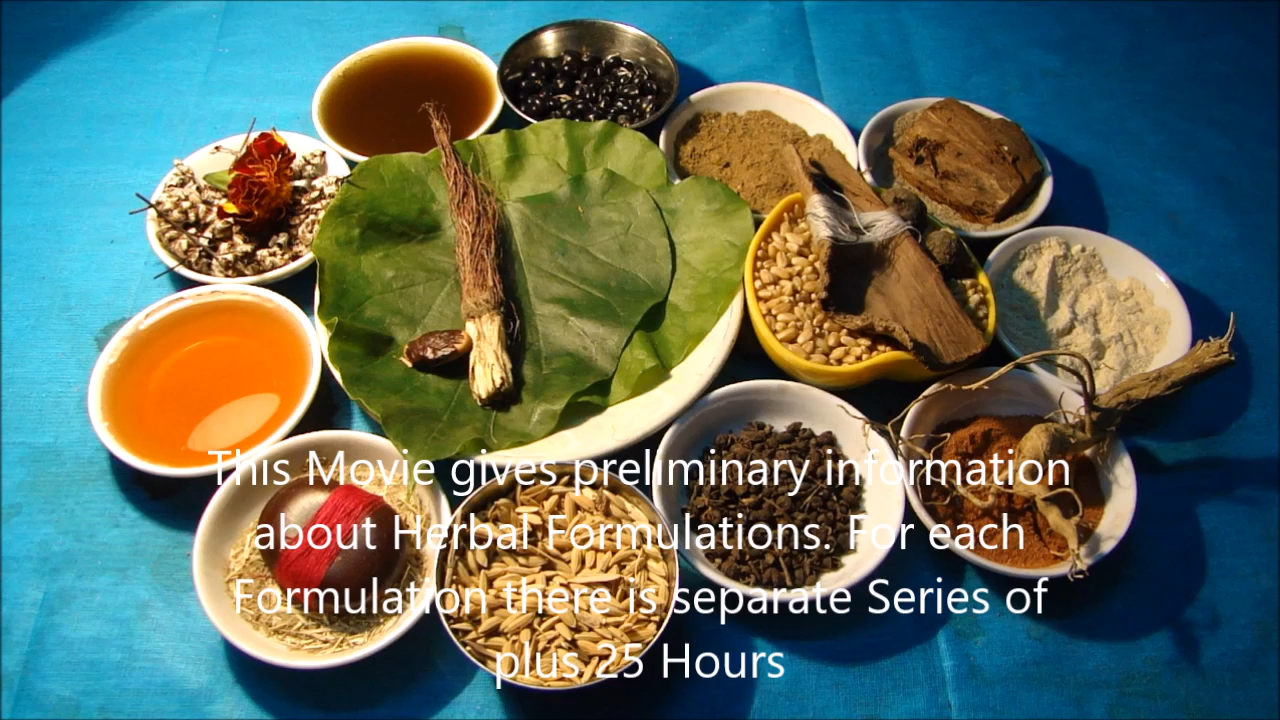 This Movie gives preliminary information
about Herbal Formulations. For each
Formulation there is separate Series of
plus 25 Hours